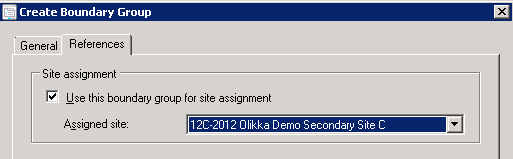 Create Boundary Group
General References
Site assignment
Use this boundary group for site assignment
Assigned site: 12C-2012 Olikka Demo Secondary Site C